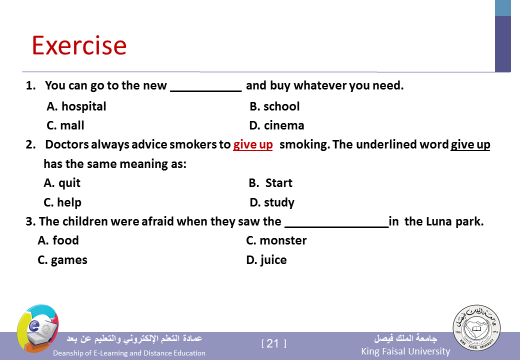 Exercise
1. You can go to the new ___________ and buy whatever you need.
A. hospital B. school
C. mall D. cinema
2. Doctors always advice smokers to give up smoking. The underlined word give up
has the same meaning as:
A. quit B. Start
C. help D. study
3. The children were afraid when they saw the ________________in the Luna park.
A. food C. monster
C. games D. juice
عمادة التعلم الإلكتروني والتعليم عن بعد
Deanship of E-Learning and Distance Education
[ 21 ]
جامعة الملك فيصل
King Faisal University